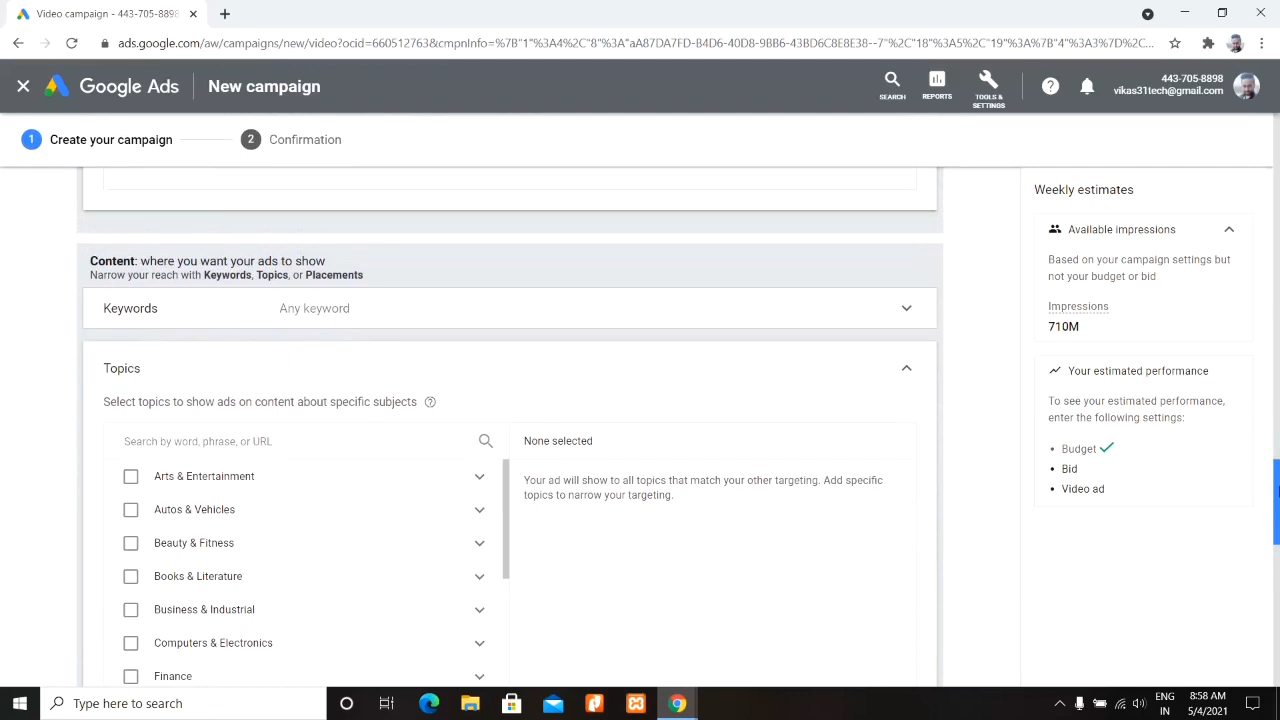 Video campaign - 443-705-8898
ads.google.com/aw/campaigns/new/video?ocid=660512763&cmpnInfo=%7B"1"%3A4%2C"8"%3A"aA87DA7FD-B4D6-40D8-9BB6-43BD6C8E8E38--7"%2C"18"%3A5%2C"19"%3A%7B"4"%3A3%7D%2C...
Google Ads
New campaign
SEARCH
REPORTS
TOOLS &
SETTINGS
443-705-8898
vikas31tech@gmail.com
1 Create your campaign
2 Confirmation
Content: where you want your ads to show
Narrow your reach with Keywords, Topics, or Placements
Keywords Any keyword
Topics
Select topics to show ads on content about specific subjects
Search by word, phrase, or URL
Arts & Entertainment
Autos & Vehicles
Beauty & Fitness
Books & Literature
Business & Industrial
Computers & Electronics
Finance
None selected
Your ad will show to all topics that match your other targeting. Add specific
topics to narrow your targeting.
Weekly estimates
Available impressions
Based on your campaign settings but
not your budget or bid
Impressions
710M
Your estimated performance
To see your estimated performance,
enter the following settings:
• Budget
• Bid
• Video ad
Type here to search
ENG
IN
8:58 AM
5/4/2021